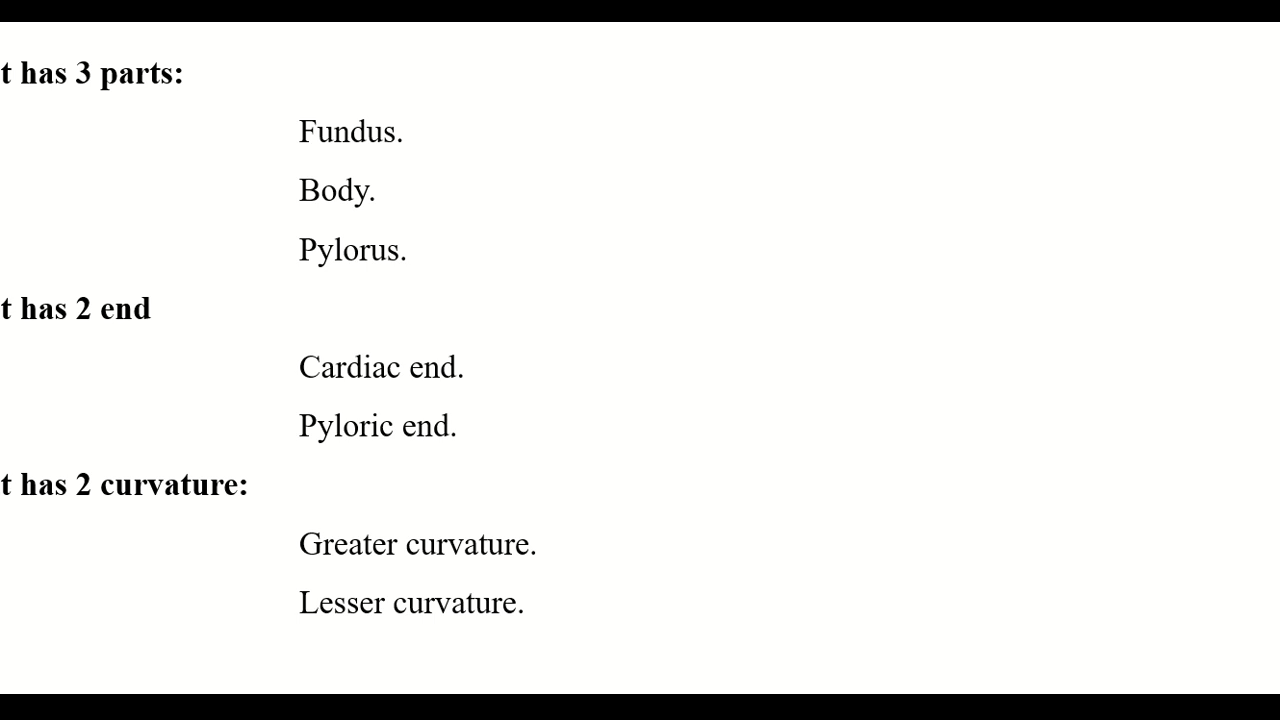 t has 3 parts:
Fundus.
Body.
Pylorus.
t has 2 end
Cardiac end.
Pyloric end.
t has 2 curvature:
Greater curvature.
Lesser curvature.